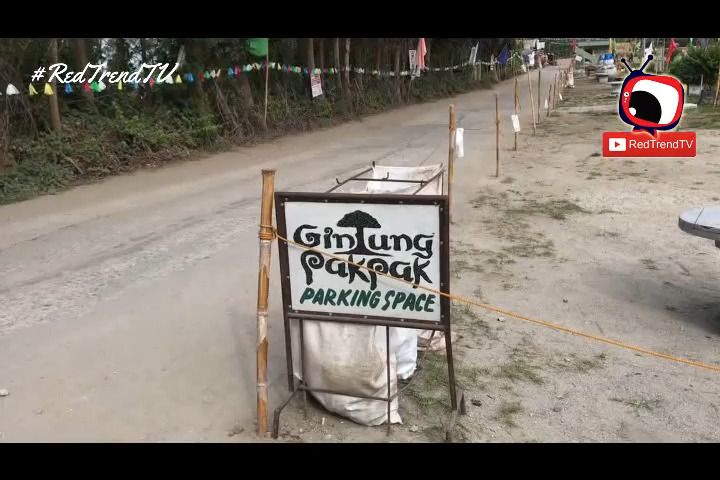 #RedTrendTV
RedTrendTV
Gintung
Pakpak
PARKING SPACE